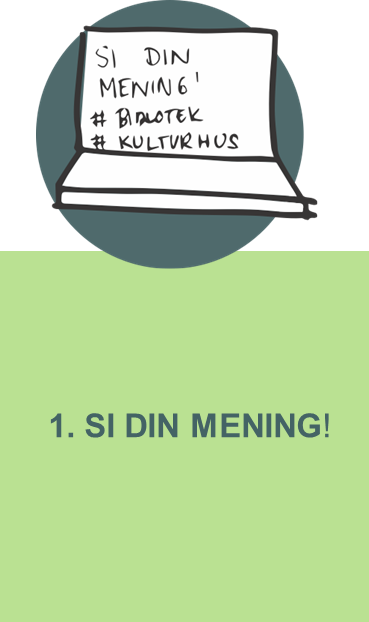 SI DIN
MENING!
# BIBLOTEK
# KULTURHUS
1. SI DIN MENING!